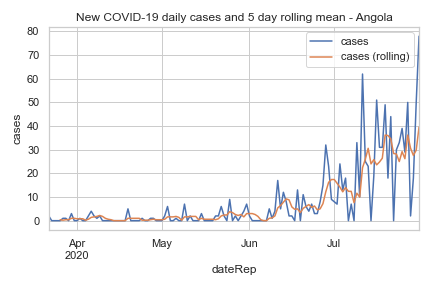 New COVID-19 daily cases and 5 day rolling mean - Angola
80
70
60
50
40
30
20
10
0
cases
cases
cases (rolling)
Apr
2020
May
Jun
Jul
dateRep